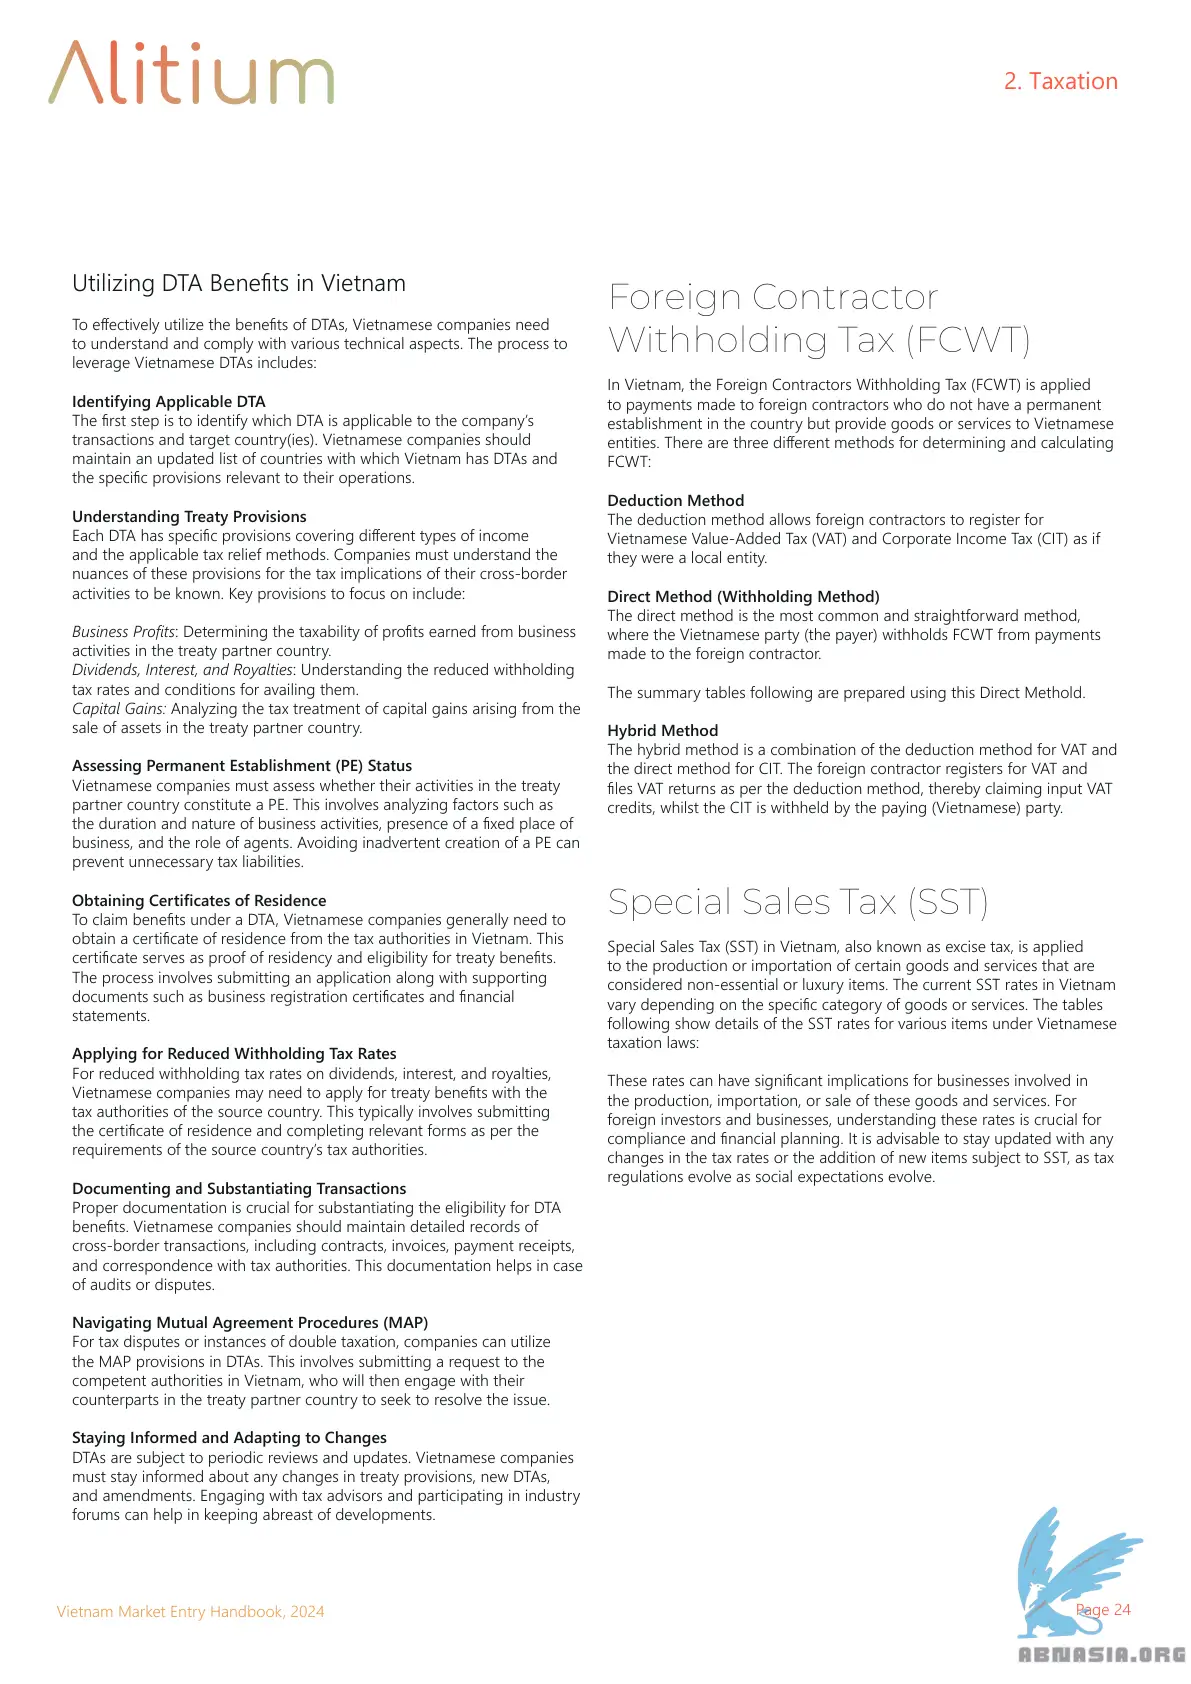 Alitium
2. Taxation
Utilizing DTA Benefits in Vietnam
To effectively utilize the benefits of DTAs, Vietnamese companies need
to understand and comply with various technical aspects. The process to
leverage Vietnamese DTAs includes:
Identifying Applicable DTA
The first step is to identify which DTA is applicable to the company’s
transactions and target country(ies). Vietnamese companies should
maintain an updated list of countries with which Vietnam has DTAs and
the specific provisions relevant to their operations.
Understanding Treaty Provisions
Each DTA has specific provisions covering different types of income
and the applicable tax relief methods. Companies must understand the
nuances of these provisions for the tax implications of their cross-border
activities to be known. Key provisions to focus on include:
Business Profits: Determining the taxability of profits earned from business
activities in the treaty partner country.
Dividends, Interest, and Royalties: Understanding the reduced withholding
tax rates and conditions for availing them.
Capital Gains: Analyzing the tax treatment of capital gains arising from the
sale of assets in the treaty partner country.
Assessing Permanent Establishment (PE) Status
Vietnamese companies must assess whether their activities in the treaty
partner country constitute a PE. This involves analyzing factors such as
the duration and nature of business activities, presence of a fixed place of
business, and the role of agents. Avoiding inadvertent creation of a PE can
prevent unnecessary tax liabilities.
Obtaining Certificates of Residence
To claim benefits under a DTA, Vietnamese companies generally need to
obtain a certificate of residence from the tax authorities in Vietnam. This
certificate serves as proof of residency and eligibility for treaty benefits.
The process involves submitting an application along with supporting
documents such as business registration certificates and financial
statements.
Applying for Reduced Withholding Tax Rates
For reduced withholding tax rates on dividends, interest, and royalties,
Vietnamese companies may need to apply for treaty benefits with the
tax authorities of the source country. This typically involves submitting
the certificate of residence and completing relevant forms as per the
requirements of the source country’s tax authorities.
Documenting and Substantiating Transactions
Proper documentation is crucial for substantiating the eligibility for DTA
benefits. Vietnamese companies should maintain detailed records of
cross-border transactions, including contracts, invoices, payment receipts,
and correspondence with tax authorities. This documentation helps in case
of audits or disputes.
Navigating Mutual Agreement Procedures (MAP)
For tax disputes or instances of double taxation, companies can utilize
the MAP provisions in DTAs. This involves submitting a request to the
competent authorities in Vietnam, who will then engage with their
counterparts in the treaty partner country to seek to resolve the issue.
Staying Informed and Adapting to Changes
DTAs are subject to periodic reviews and updates. Vietnamese companies
must stay informed about any changes in treaty provisions, new DTAs,
and amendments. Engaging with tax advisors and participating in industry
forums can help in keeping abreast of developments.
Foreign Contractor
Withholding Tax (FCWT)
In Vietnam, the Foreign Contractors Withholding Tax (FCWT) is applied
to payments made to foreign contractors who do not have a permanent
establishment in the country but provide goods or services to Vietnamese
entities. There are three different methods for determining and calculating
FCWT:
Deduction Method
The deduction method allows foreign contractors to register for
Vietnamese Value-Added Tax (VAT) and Corporate Income Tax (CIT) as if
they were a local entity.
Direct Method (Withholding Method)
The direct method is the most common and straightforward method,
where the Vietnamese party (the payer) withholds FCWT from payments
made to the foreign contractor.
The summary tables following are prepared using this Direct Methold.
Hybrid Method
The hybrid method is a combination of the deduction method for VAT and
the direct method for CIT. The foreign contractor registers for VAT and
files VAT returns as per the deduction method, thereby claiming input VAT
credits, whilst the CIT is withheld by the paying (Vietnamese) party.
Special Sales Tax (SST)
Special Sales Tax (SST) in Vietnam, also known as excise tax, is applied
to the production or importation of certain goods and services that are
considered non-essential or luxury items. The current SST rates in Vietnam
vary depending on the specific category of goods or services. The tables
following show details of the SST rates for various items under Vietnamese
taxation laws:
These rates can have significant implications for businesses involved in
the production, importation, or sale of these goods and services. For
foreign investors and businesses, understanding these rates is crucial for
compliance and financial planning. It is advisable to stay updated with any
changes in the tax rates or the addition of new items subject to SST, as tax
regulations evolve as social expectations evolve.
Vietnam Market Entry Handbook, 2024
Page 24
ABNASIA.ORG